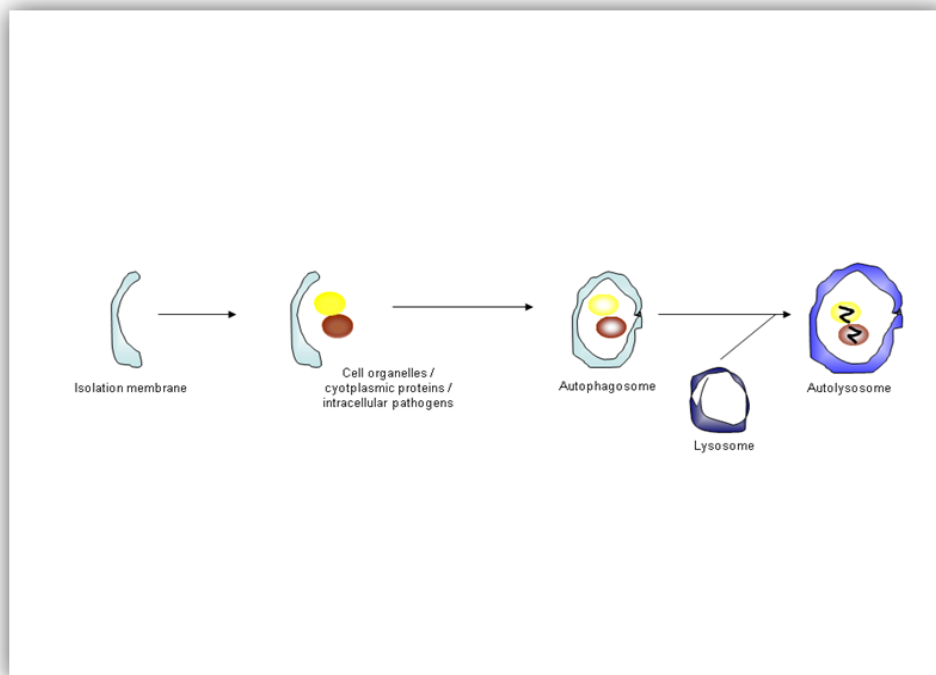 Isolation membrane
Cell organelles /
cyotplasmic proteins /
intracellular pathogens
Autophagosome
Lysosome
Autolysosome